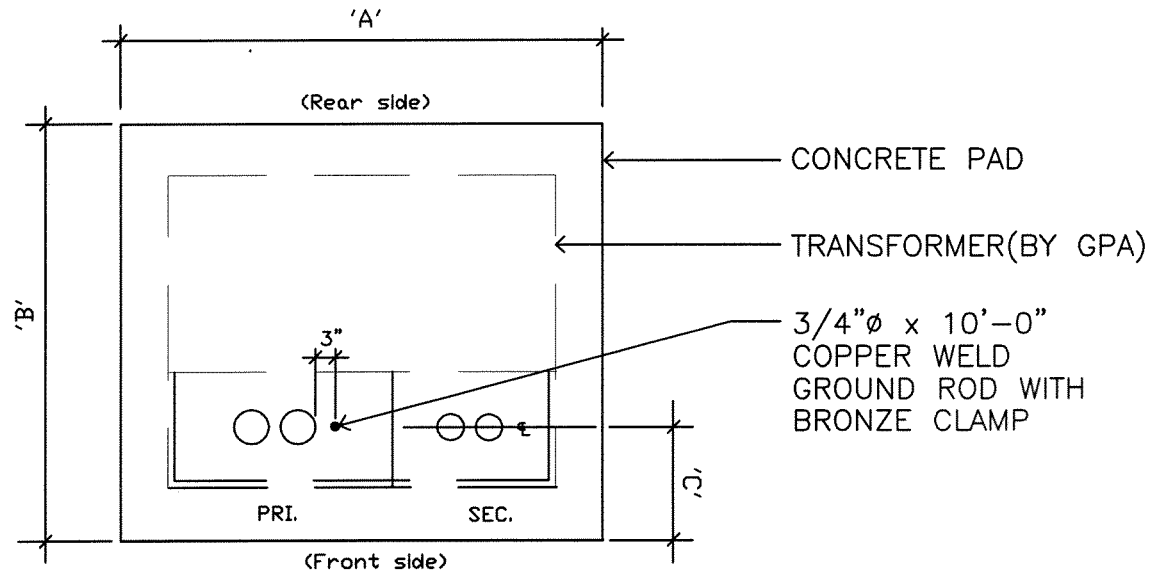 'A'
(Rear side)
CONCRETE PAD
TRANSFORMER(BY GPA)
'B'
3"
3/4"ø x 10'-0"
COPPER WELD
GROUND ROD WITH
BRONZE CLAMP
℄
'C'
PRI.
SEC.
(Front side)